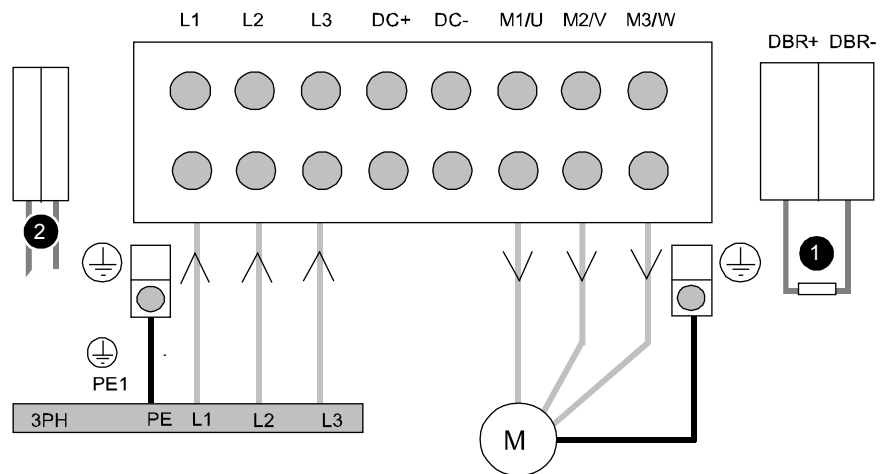 L1 L2 L3 DC+ DC- M1/U M2/V M3/W
DBR+ DBR-
2
1
PE1
3PH PE L1 L2 L3
M